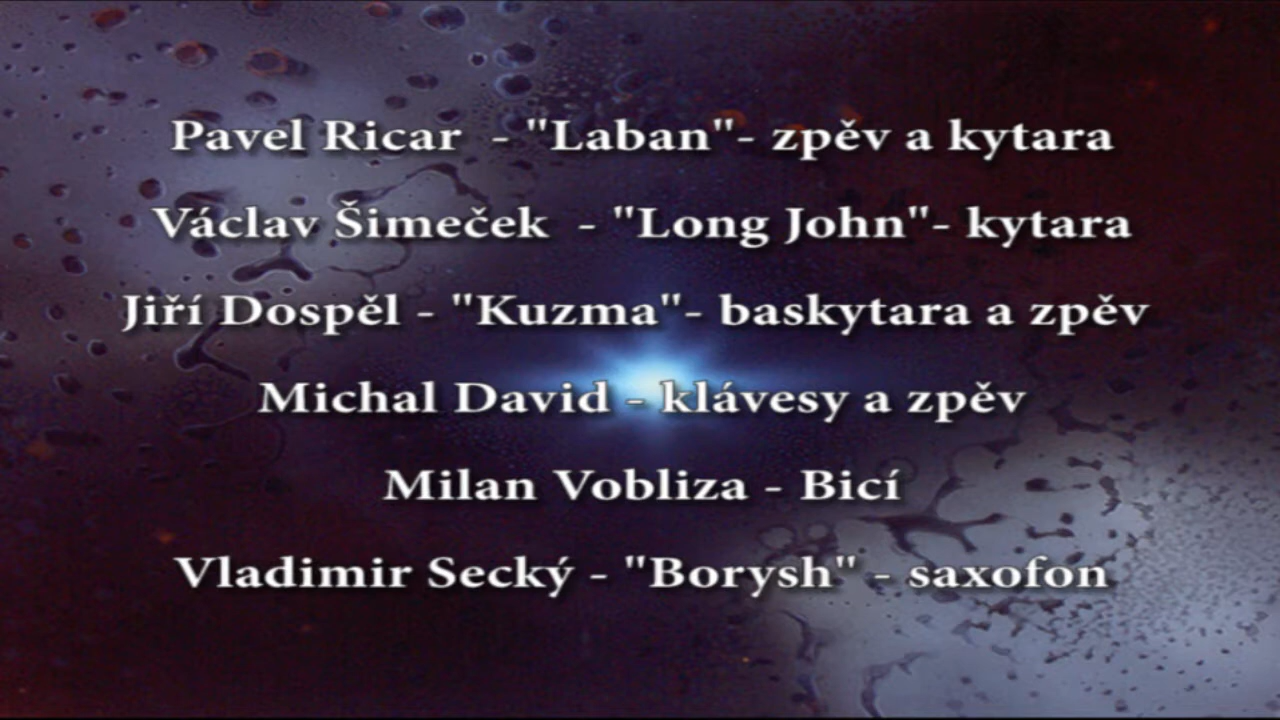 Pavel Ricar - "Laban"- zpěv a kytara
Václav Šimeček - "Long John"- kytara
Jiří Dospěl - "Kuzma"- baskytara a zpěv
Michal David - klávesy a zpěv
Milan Vobliza - Bicí
Vladimir Secký - "Borysh" - saxofon